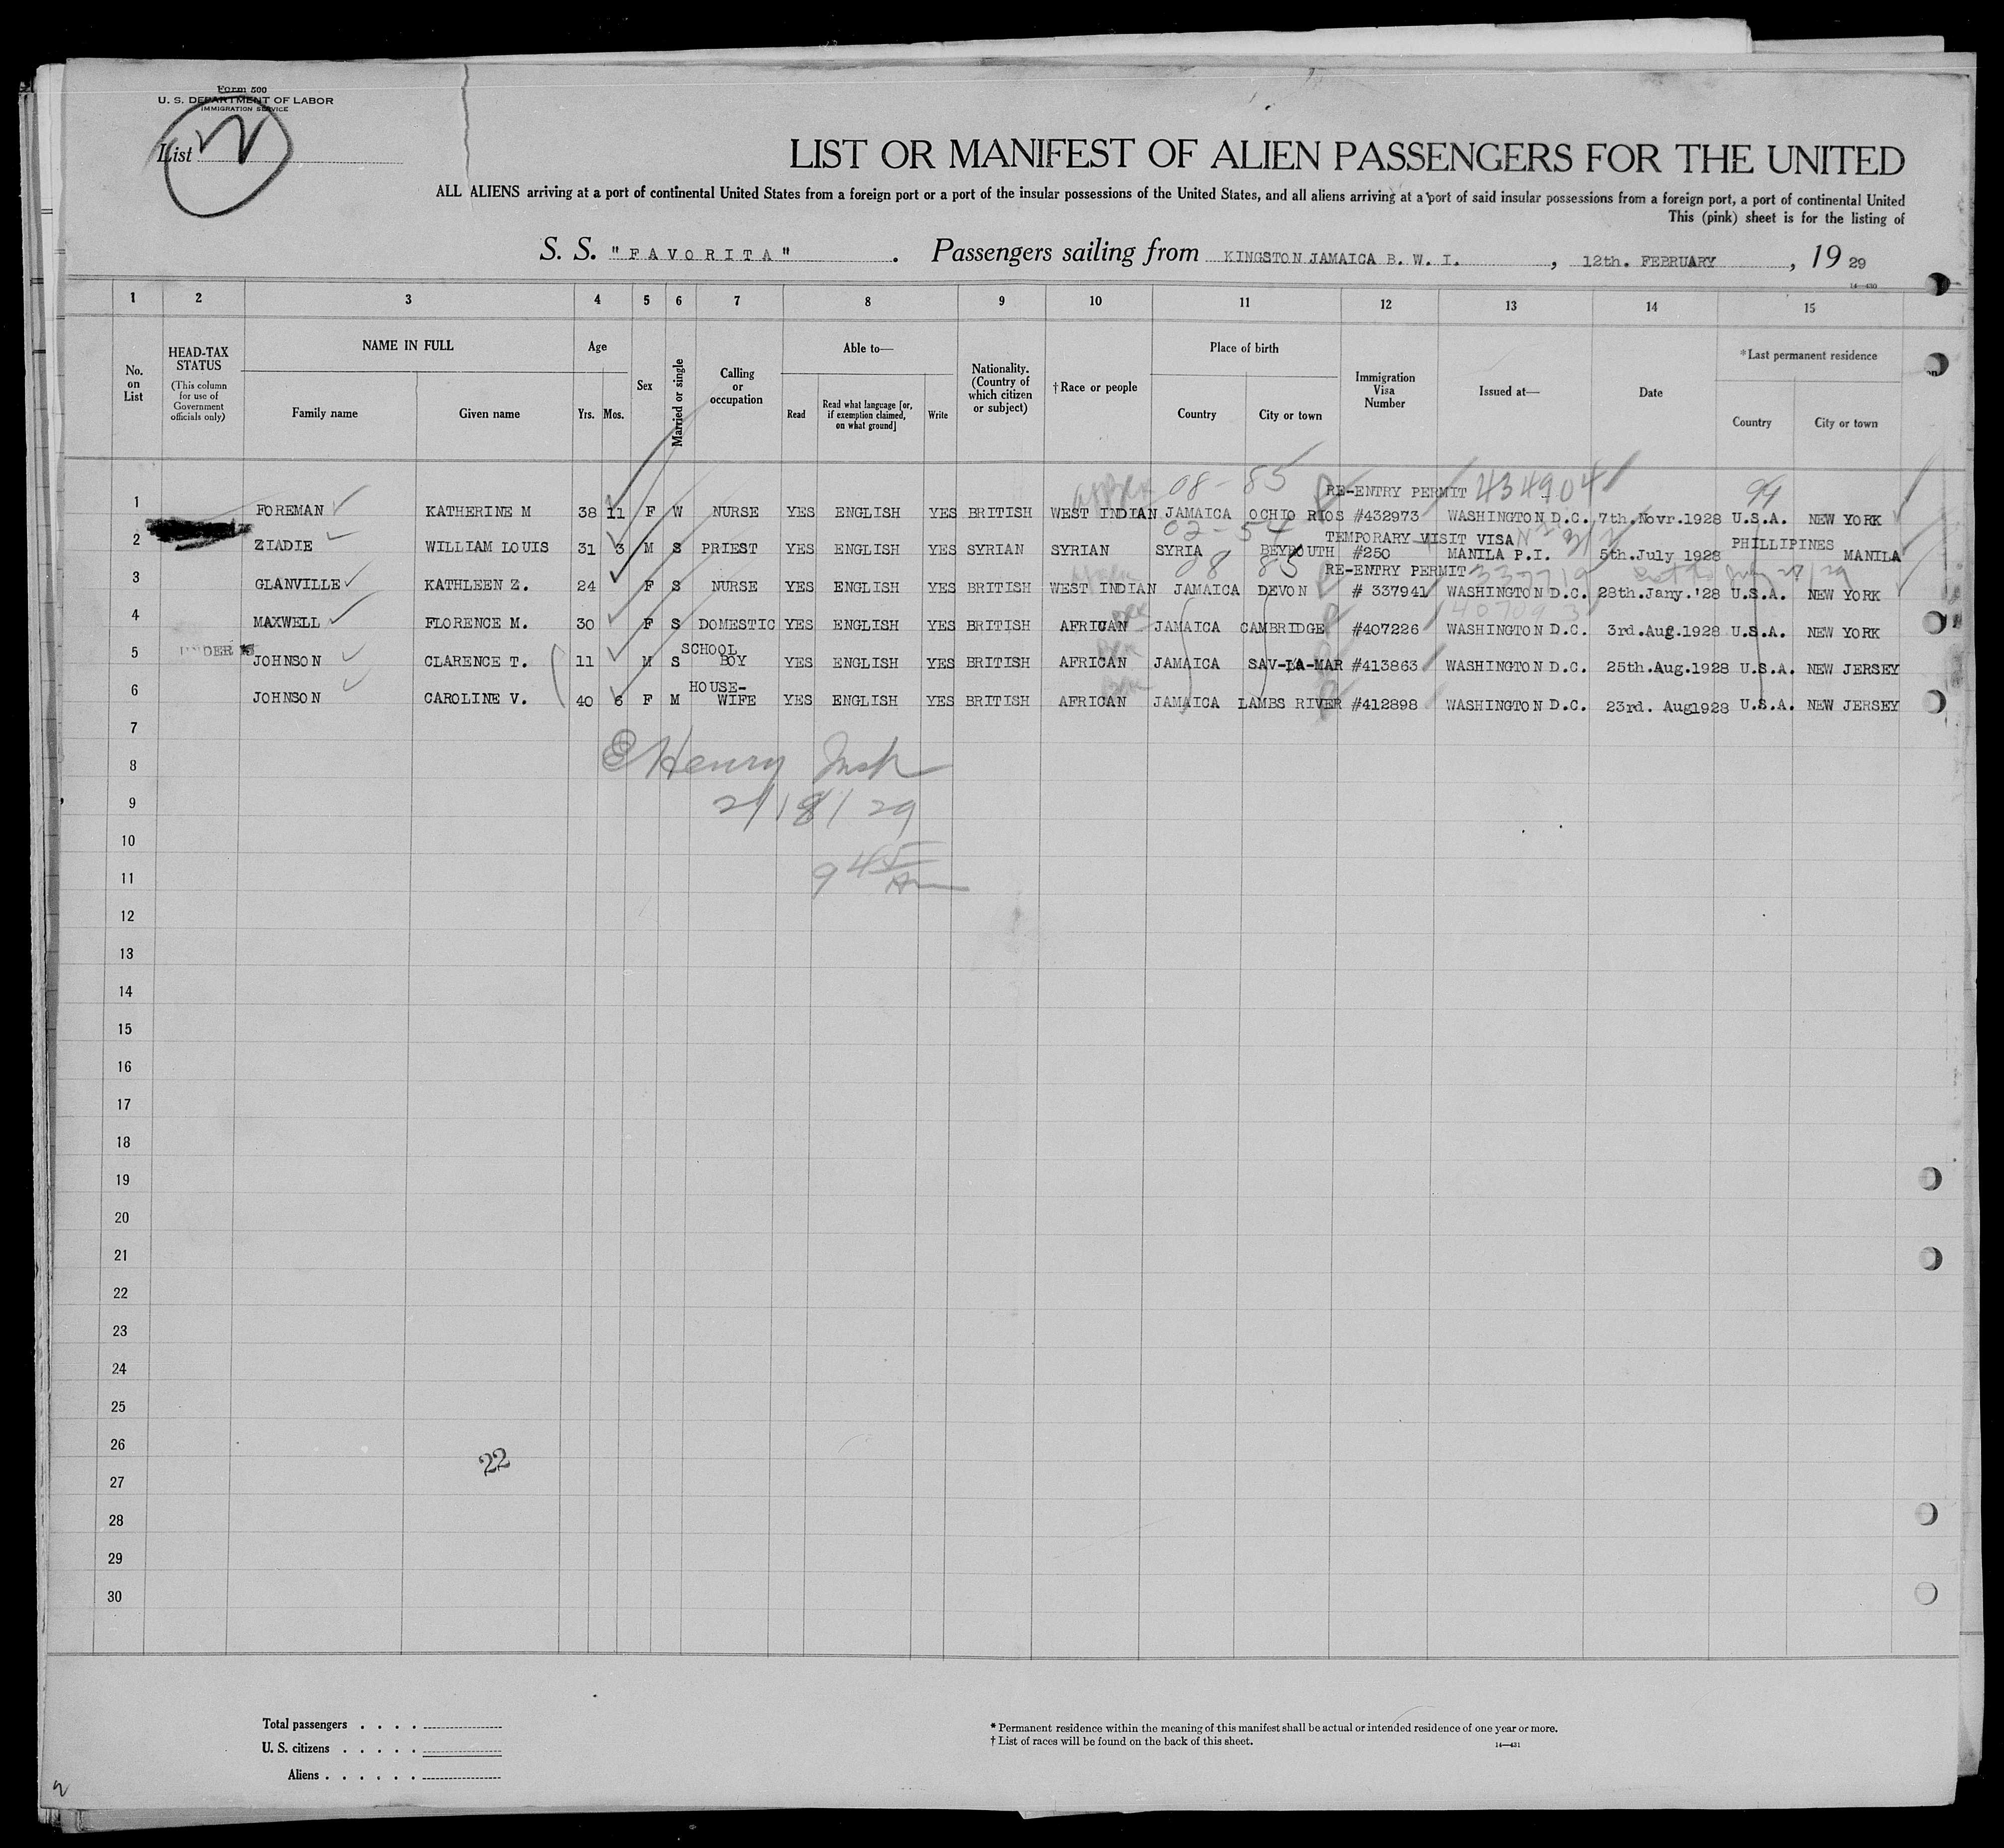 Form 500
U. S. DEPARTMENT OF LABOR
IMMIGRATION SERVICE
List 2
LIST OR MANIFEST OF ALIEN PASSENGERS FOR THE UNITED
ALL ALIENS arriving at a port of continental United States from a foreign port or a port of the insular possessions of the United States, and all aliens arriving at a port of said insular possessions from a foreign port, a port of continental United
This (pink) sheet is for the listing of
S. S. "FAVORITA". Passengers sailing from KINGSTON JAMAICA B. W. I., 12th. FEBRUARY, 19 29
14—430
1 2 3 4 5 6 7 8 9 10 11 12 13 14 15
No. on List
HEAD-TAX STATUS (This column for use of Government officials only)
NAME IN FULL Family name Given name
Age Yrs. Mos.
Sex
Married or single
Calling or occupation
Able to— Read Read what language [or, if exemption claimed, on what ground] Write
Nationality. (Country of which citizen or subject)
†Race or people
Place of birth Country City or town
Immigration Visa Number
Issued at—
Date
*Last permanent residence Country City or town
08-85 RE-ENTRY PERMIT 434904 99
1 FOREMAN KATHERINE M 38 11 F W NURSE YES ENGLISH YES BRITISH WEST INDIAN JAMAICA OCHIO RIOS #432973 WASHINGTON D.C. 7th.Novr.1928 U.S.A. NEW YORK
02-54 TEMPORARY VISIT VISA
2 ZIADIE WILLIAM LOUIS 31 3 M S PRIEST YES ENGLISH YES SYRIAN SYRIAN SYRIA BEYROUTH #250 MANILA P.I. 5th.July 1928 PHILLIPINES MANILA
08 85 RE-ENTRY PERMIT 337719
3 GLANVILLE KATHLEEN Z. 24 F S NURSE YES ENGLISH YES BRITISH WEST INDIAN JAMAICA DEVON # 337941 WASHINGTON D.C. 28th.Jany.'28 U.S.A. NEW YORK
407093
4 MAXWELL FLORENCE M. 30 F S DOMESTIC YES ENGLISH YES BRITISH AFRICAN JAMAICA CAMBRIDGE #407226 WASHINGTON D.C. 3rd.Aug.1928 U.S.A. NEW YORK
5 UNDER JOHNSON CLARENCE T. 11 M S SCHOOL BOY YES ENGLISH YES BRITISH AFRICAN JAMAICA SAV-LA-MAR #413863 WASHINGTON D.C. 25th.Aug.1928 U.S.A. NEW JERSEY
6 JOHNSON CAROLINE V. 40 6 F M HOUSE-WIFE YES ENGLISH YES BRITISH AFRICAN JAMAICA LAMBS RIVER #412898 WASHINGTON D.C. 23rd. Aug1928 U.S.A. NEW JERSEY
7
8 Henry Insp
9 2/18/29
10
11 9 45 Am
12
13
14
15
16
17
18
19
20
21
22
23
24
25
26
22
27
28
29
30
Total passengers . . . .
U. S. citizens . . . . .
Aliens . . . . . .
* Permanent residence within the meaning of this manifest shall be actual or intended residence of one year or more.
† List of races will be found on the back of this sheet.
14—431
2